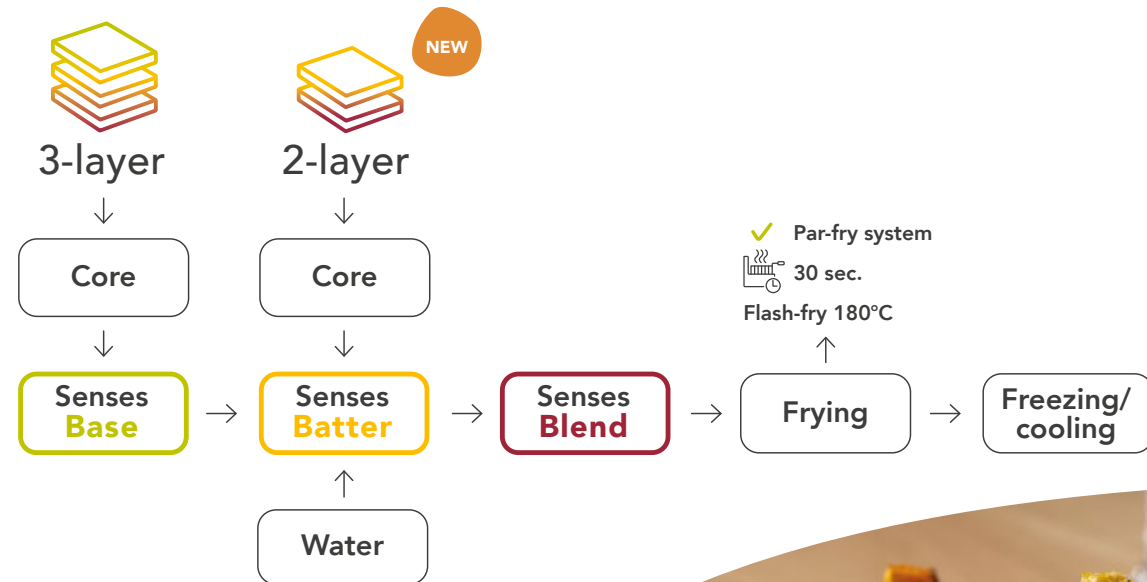 NEW
3-layer
2-layer
Core
Core
Par-fry system
30 sec.
Flash-fry 180°C
Senses
Base
Senses
Batter
Senses
Blend
Frying
Freezing/
cooling
Water